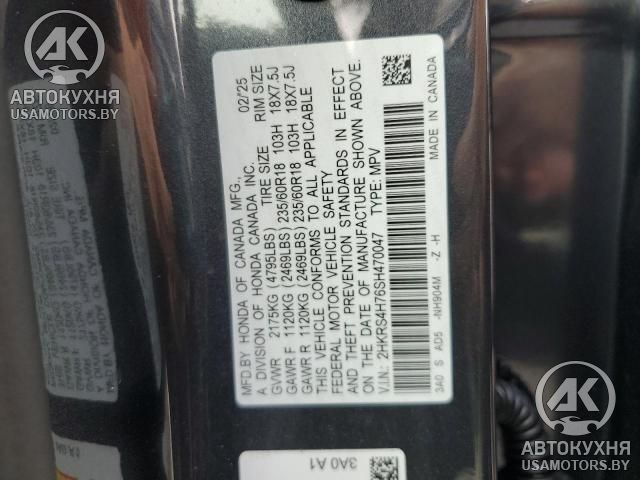 MFD.BY HONDA OF CANADA MFG., 02/25
A DIVISION OF HONDA CANADA INC.
TIRE SIZE RIM SIZE
GVWR 2175KG (4795LBS)
GAWR F 1120KG (2469LBS) 235/60R18 103H 18X7.5J
GAWR R 1120KG (2469LBS) 235/60R18 103H 18X7.5J
THIS VEHICLE CONFORMS TO ALL APPLICABLE
FEDERAL MOTOR VEHICLE SAFETY
AND THEFT PREVENTION STANDARDS IN EFFECT
ON THE DATE OF MANUFACTURE SHOWN ABOVE.
V.I.N.: 2HKRS4H76SH470047 TYPE: MPV
3A0 S AD5 -NH904M -Z -H
MADE IN CANADA
3A0 A1
АК
АВТОКУХНЯ
USAMOTORS.BY
АК
АВТОКУХНЯ
USAMOTORS.BY